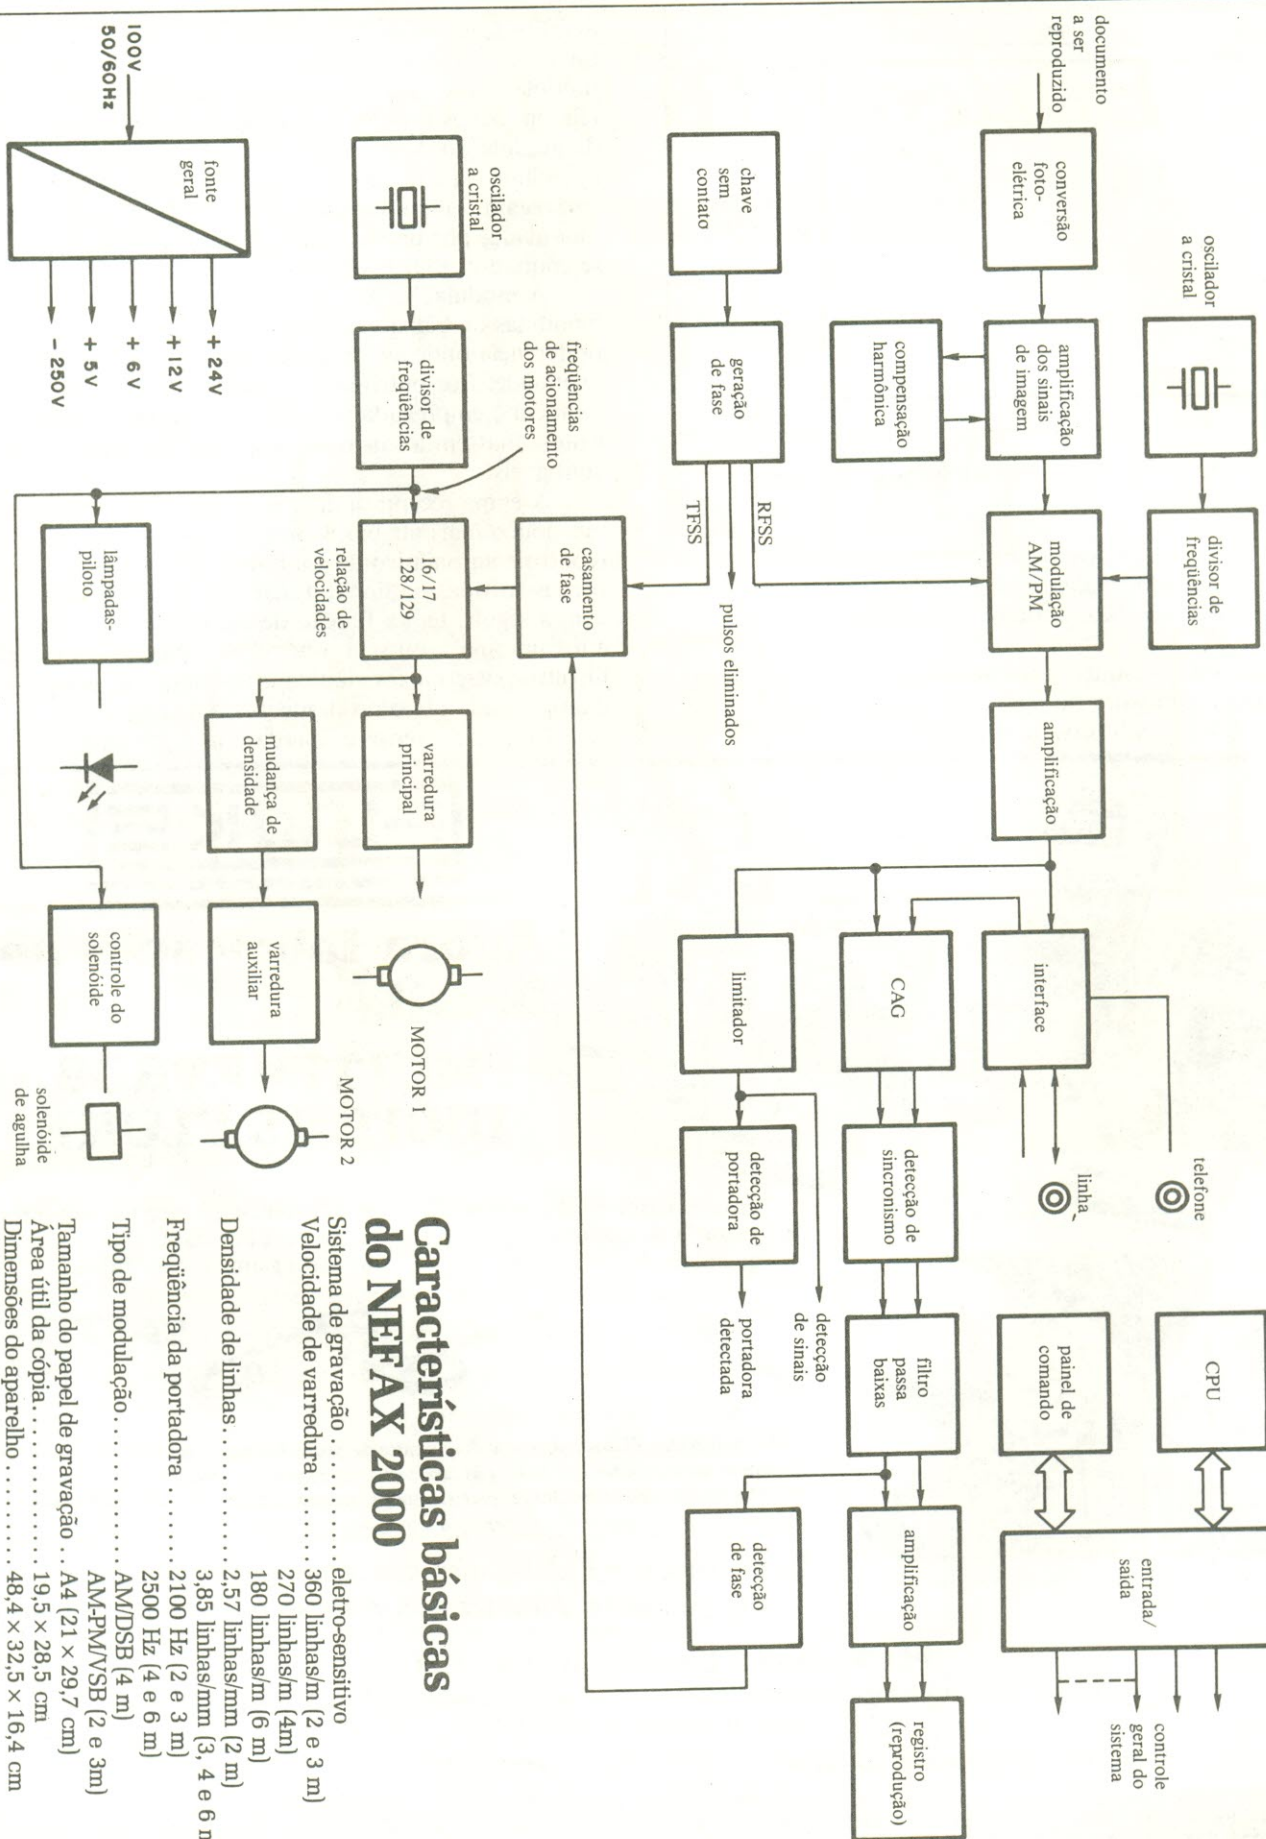 documento
a ser
reproduzido
conversão
foto-
elétrica
amplificação
dos sinais
de imagem
compensação
harmônica
oscilador
a cristal
divisor de
freqüências
modulação
AM/PM
amplificação
interface
telefone
linha
CAG
limitador
detecção de
sincronismo
detecção de
portadora
detecção
de sinais
portadora
detectada
filtro
passa
baixas
amplificação
detecção
de fase
registro
(reprodução)
CPU
painel de
comando
entrada/
saída
controle
geral do
sistema
chave
sem
contato
geração
de fase
RFSS
pulsos eliminados
TFSS
casamento
de fase
oscilador
a cristal
divisor de
freqüências
freqüências
de acionamento
dos motores
16/17
128/129
relação de
velocidades
varredura
principal
MOTOR 1
mudança de
densidade
varredura
auxiliar
MOTOR 2
lâmpadas-
piloto
controle do
solenóide
solenóide
de agulha
100V
50/60Hz
fonte
geral
+ 24V
+ 12V
+ 6V
+ 5V
- 250V
Características básicas
do NEFAX 2000
Sistema de gravação ........... eletro-sensitivo
Velocidade de varredura ........ 360 linhas/m (2 e 3 m)
270 linhas/m (4m)
180 linhas/m (6 m)
Densidade de linhas ............ 2,57 linhas/mm (2 m)
3,85 linhas/mm (3, 4 e 6
Freqüência da portadora ........ 2100 Hz (2 e 3 m)
2500 Hz (4 e 6 m)
Tipo de modulação .............. AM/DSB (4 m)
AM-PM/VSB (2 e 3m)
Tamanho do papel de gravação .. A4 (21 × 29,7 cm)
Área útil da cópia ............. 19,5 × 28,5 cm
Dimensões do aparelho ......... 48,4 × 32,5 × 16,4 cm